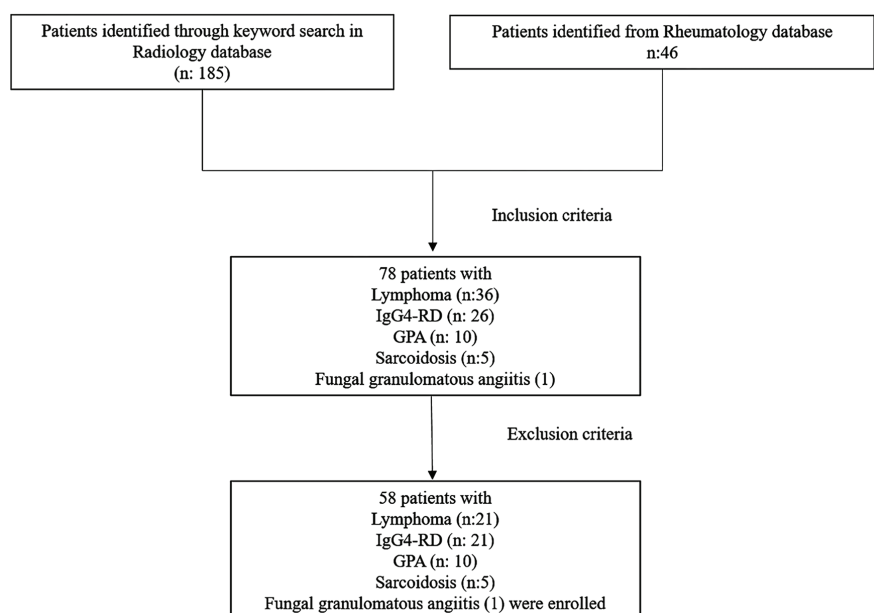 Patients identified through keyword search in
Radiology database
(n: 185)
Patients identified from Rheumatology database
n:46
Inclusion criteria
78 patients with
Lymphoma (n:36)
IgG4-RD (n: 26)
GPA (n: 10)
Sarcoidosis (n:5)
Fungal granulomatous angiitis (1)
Exclusion criteria
58 patients with
Lymphoma (n:21)
IgG4-RD (n: 21)
GPA (n: 10)
Sarcoidosis (n:5)
Fungal granulomatous angiitis (1) were enrolled